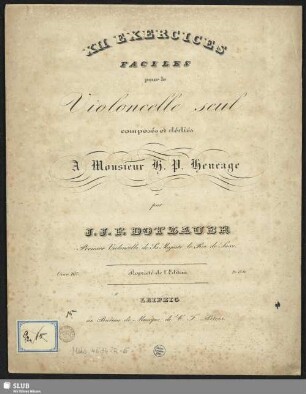 XII EXERCICES
FACILES
pour le
Violoncelle seul
composés et dédiés
A Monsieur H. P. Heneage
par
J. J. F. DOTZAUER
Premier Violoncelle de Sa Majesté le Roi de Saxe.
Propriété de l'Editeur
LEIPZIG
au Bureau de Musique de C. F. Peters.
SLUB